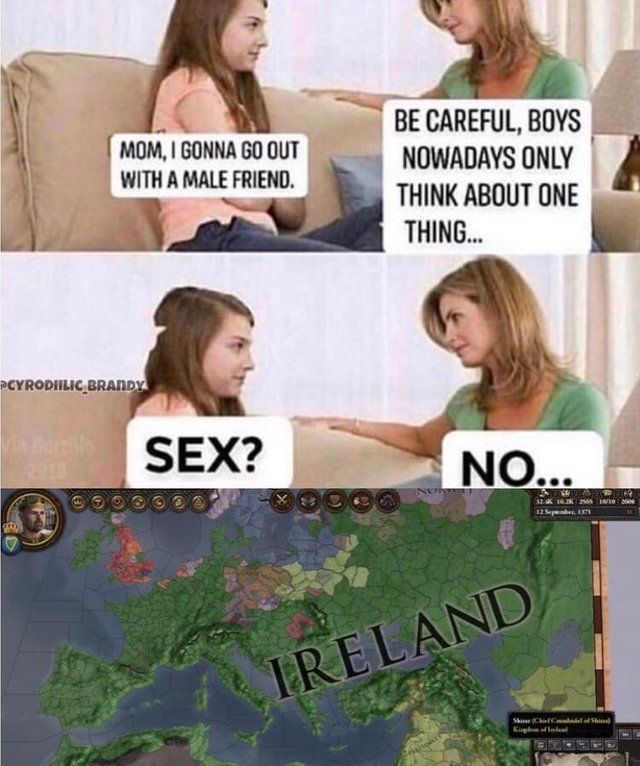 MOM, I GONNA GO OUT
WITH A MALE FRIEND.
BE CAREFUL, BOYS
NOWADAYS ONLY
THINK ABOUT ONE
THING...
CYRODIILIC_BRANDY
SEX?
NO...
12 September, 1371
IRELAND
Kingdom of Ireland